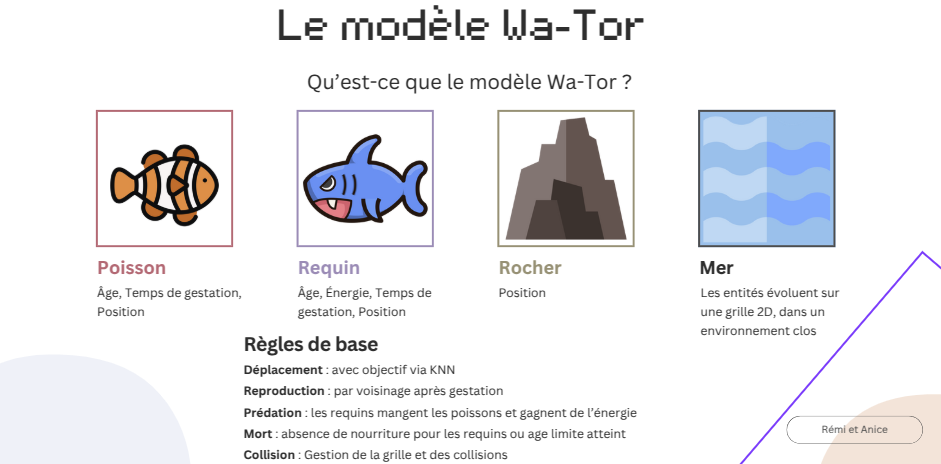 Le modèle Wa-Tor
Qu’est-ce que le modèle Wa-Tor ?
Poisson
Âge, Temps de gestation,
Position
Requin
Âge, Énergie, Temps de
gestation, Position
Rocher
Position
Mer
Les entités évoluent sur
une grille 2D, dans un
environnement clos
Règles de base
Déplacement : avec objectif via KNN
Reproduction : par voisinage après gestation
Prédation : les requins mangent les poissons et gagnent de l’énergie
Mort : absence de nourriture pour les requins ou age limite atteint
Collision : Gestion de la grille et des collisions
Rémi et Anice